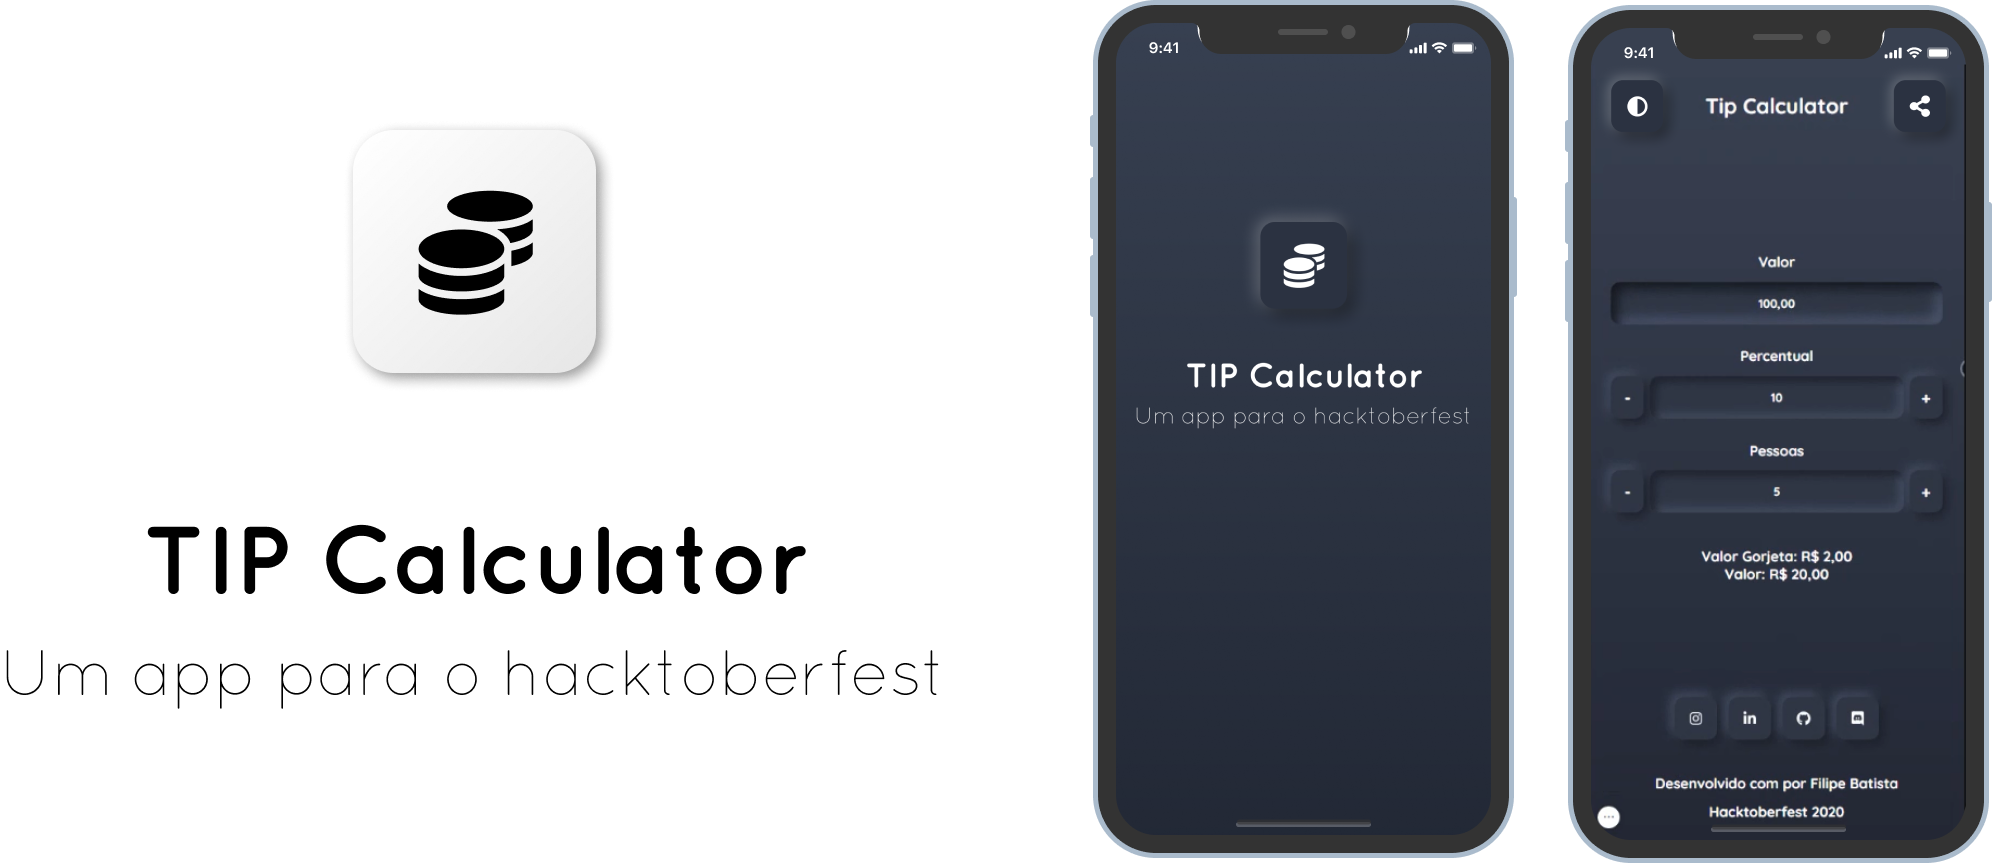 TIP Calculator
Um app para o hacktoberfest
9:41
TIP Calculator
Um app para o hacktoberfest
9:41
Tip Calculator
Valor
100,00
Percentual
- 10 +
Pessoas
- 5 +
Valor Gorjeta: R$ 2,00
Valor: R$ 20,00
in
Desenvolvido com por Filipe Batista
Hacktoberfest 2020